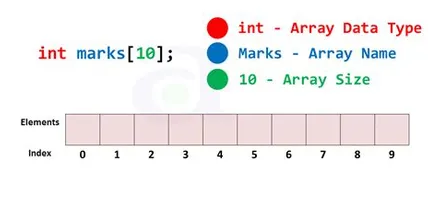 int - Array Data Type
int marks[10];
Marks - Array Name
10 - Array Size
Elements
Index 0 1 2 3 4 5 6 7 8 9